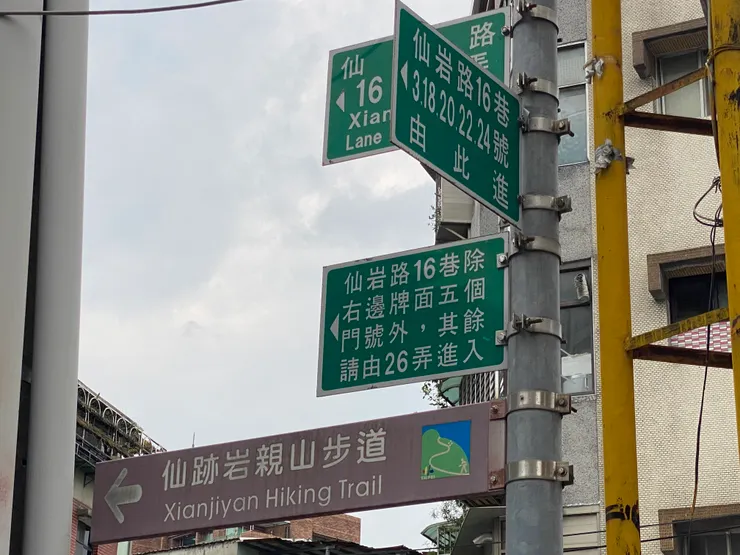 仙 路
16
Xian
Lane
仙岩路16巷
3.18.20.22.24號
由此進
仙岩路16巷除
右邊牌面五個
門號外，其餘
請由26弄進入
仙跡岩親山步道
Xianjiyan Hiking Trail